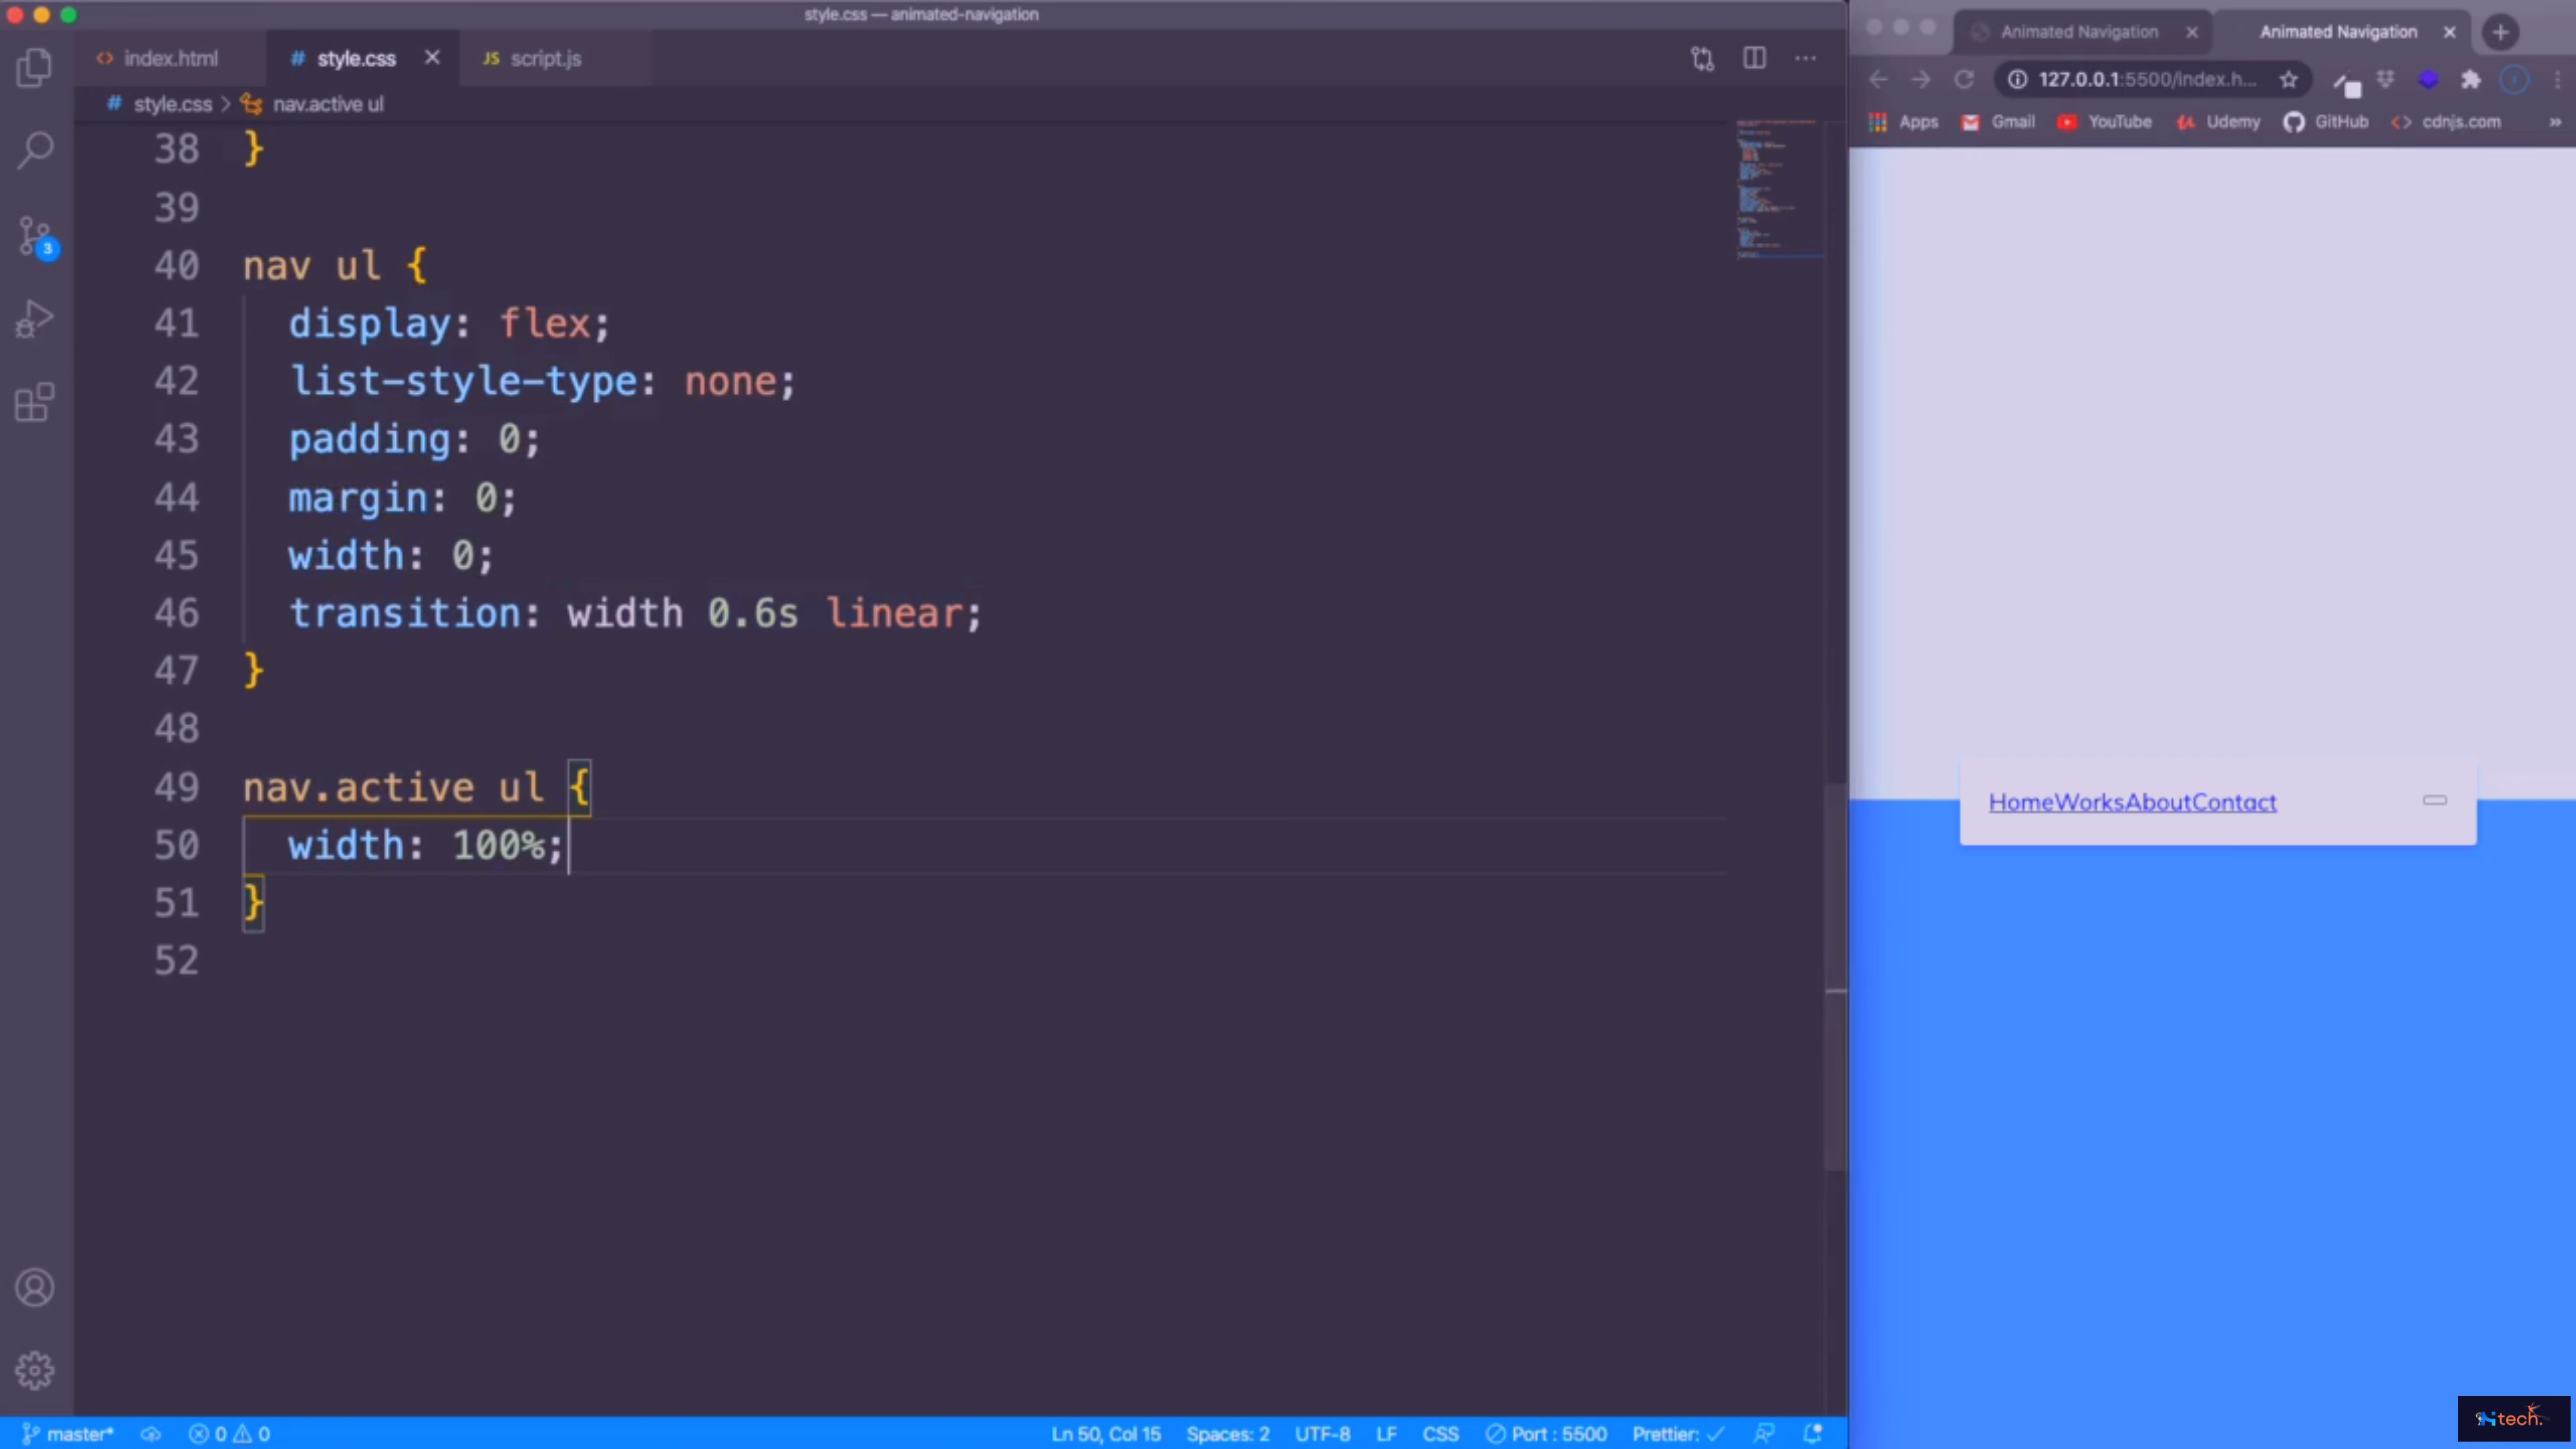 style.css — animated-navigation
index.html
# style.css
JS script.js
# style.css > nav.active ul
38 }
39
40 nav ul {
41 display: flex;
42 list-style-type: none;
43 padding: 0;
44 margin: 0;
45 width: 0;
46 transition: width 0.6s linear;
47 }
48
49 nav.active ul {
50 width: 100%;
51 }
52
3
master*
0 0
Ln 50, Col 15
Spaces: 2
UTF-8
LF
CSS
Port : 5500
Prettier: ✓
Animated Navigation
Animated Navigation
127.0.0.1:5500/index.h...
Apps
Gmail
YouTube
Udemy
GitHub
cdnjs.com
»
HomeWorksAboutContact
tech.